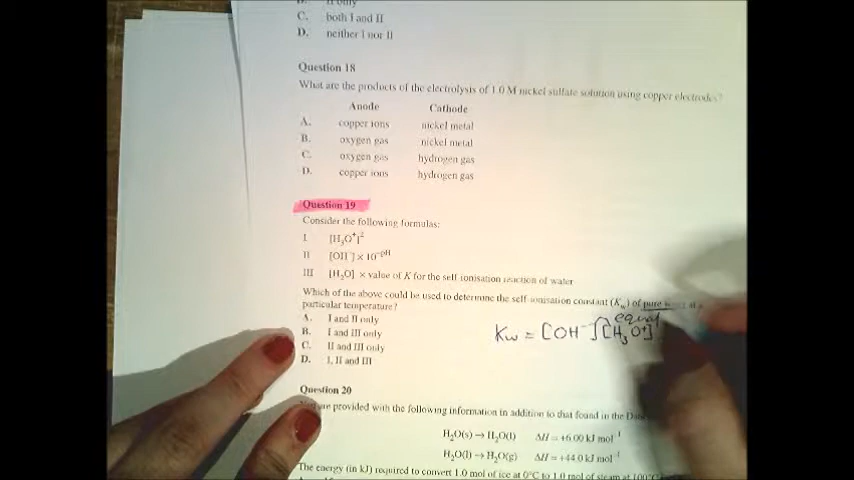 II only
C. both I and II
D. neither I nor II
Question 18
What are the products of the electrolysis of 1.0 M nickel sulfate solution using copper electrodes?
Anode Cathode
A. copper ions nickel metal
B. oxygen gas nickel metal
C. oxygen gas hydrogen gas
D. copper ions hydrogen gas
Question 19
Consider the following formulas:
I [H₃O⁺]²
II [OH⁻] × 10⁻ᵖᴴ
III [H₂O] × value of K for the self-ionisation reaction of water
Which of the above could be used to determine the self-ionisation constant (Kw) of pure water at a
particular temperature?
equal
A. I and II only
Kw = [OH⁻][H₃O⁺]
B. I and III only
C. II and III only
D. I, II and III
Question 20
You are provided with the following information in addition to that found in the Data
H₂O(s) → H₂O(l) ΔH = +6.00 kJ mol⁻¹
H₂O(l) → H₂O(g) ΔH = +44.0 kJ mol⁻¹
The energy (in kJ) required to convert 1.0 mol of ice at 0°C to 1.0 mol of steam at 100°C